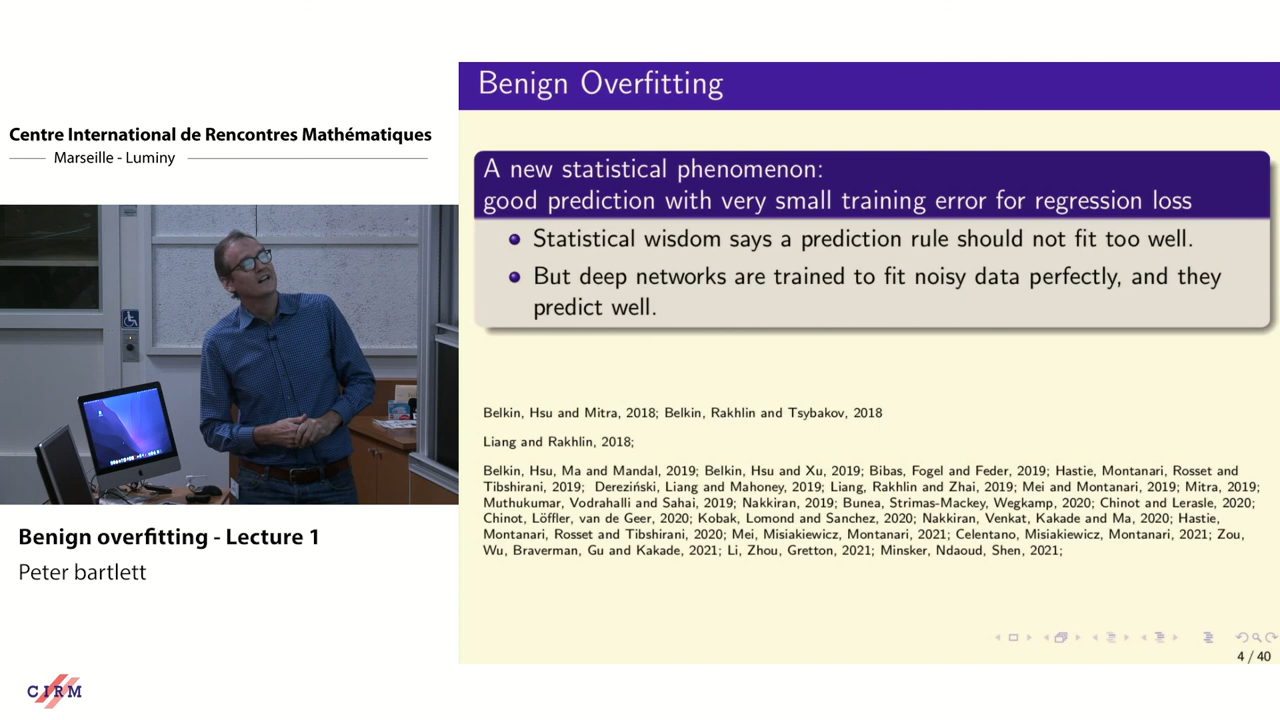 Centre International de Rencontres Mathématiques
Marseille - Luminy
Benign overfitting - Lecture 1
Peter bartlett
CIRM
Benign Overfitting
A new statistical phenomenon:
good prediction with very small training error for regression loss
Statistical wisdom says a prediction rule should not fit too well.
But deep networks are trained to fit noisy data perfectly, and they
predict well.
Belkin, Hsu and Mitra, 2018; Belkin, Rakhlin and Tsybakov, 2018
Liang and Rakhlin, 2018;
Belkin, Hsu, Ma and Mandal, 2019; Belkin, Hsu and Xu, 2019; Bibas, Fogel and Feder, 2019; Hastie, Montanari, Rosset and
Tibshirani, 2019; Dereziński, Liang and Mahoney, 2019; Liang, Rakhlin and Zhai, 2019; Mei and Montanari, 2019; Mitra, 2019;
Muthukumar, Vodrahalli and Sahai, 2019; Nakkiran, 2019; Bunea, Strimas-Mackey, Wegkamp, 2020; Chinot and Lerasle, 2020;
Chinot, Löffler, van de Geer, 2020; Kobak, Lomond and Sanchez, 2020; Nakkiran, Venkat, Kakade and Ma, 2020; Hastie,
Montanari, Rosset and Tibshirani, 2020; Mei, Misiakiewicz, Montanari, 2021; Celentano, Misiakiewicz, Montanari, 2021; Zou,
Wu, Braverman, Gu and Kakade, 2021; Li, Zhou, Gretton, 2021; Minsker, Ndaoud, Shen, 2021;
4 / 40